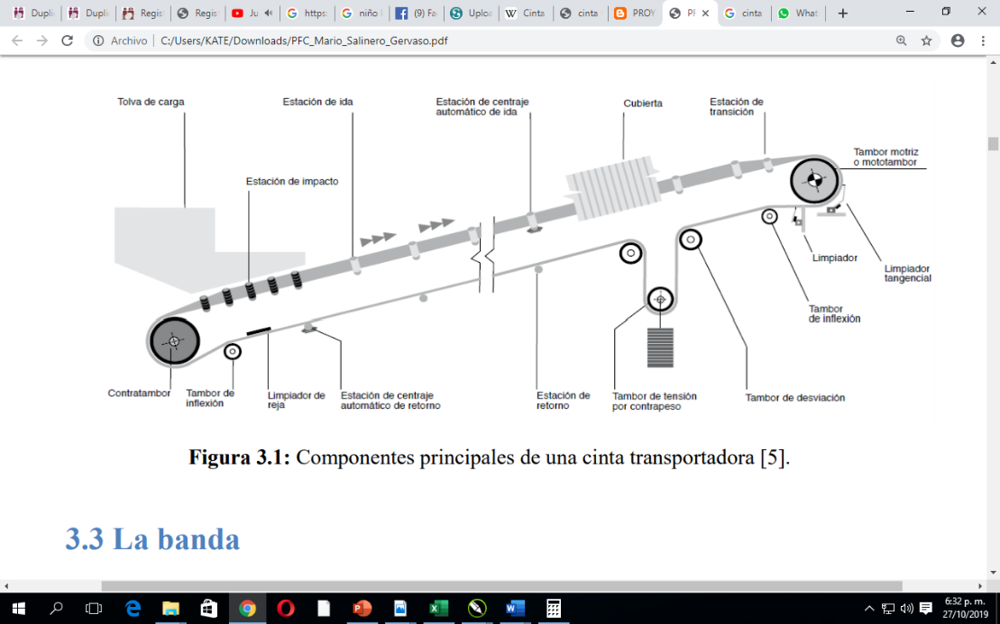 Dupli
Dupli
Regis
Regis
Ju
https:
niño
(9) Fa
Uploa
Cinta
cinta
PROY
PF
cinta
What
Archivo
C:/Users/KATE/Downloads/PFC_Mario_Salinero_Gervaso.pdf
Tolva de carga
Estación de ida
Estación de centraje
automático de ida
Cubierta
Estación de
transición
Tambor motriz
o mototambor
Estación de impacto
Limpiador
Limpiador
tangencial
Tambor
de inflexión
Contratambor
Tambor de
inflexión
Limpiador de
reja
Estación de centraje
automático de retorno
Estación de
retorno
Tambor de tensión
por contrapeso
Tambor de desviación
Figura 3.1: Componentes principales de una cinta transportadora [5].
3.3 La banda
6:32 p. m.
27/10/2019